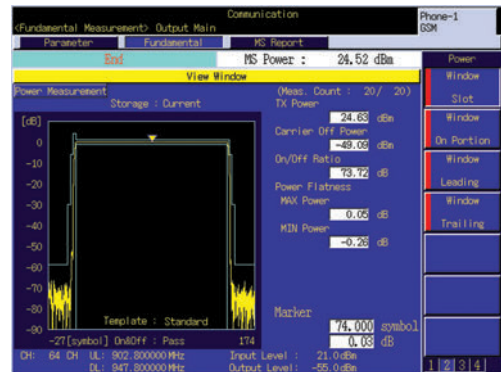 Communication
Phone-1
<Fundamental Measurement> Output Main
GSM
Parameter Fundamental MS Report
End MS Power : 24.52 dBm Power
View Window
Window
Slot
Window
On Portion
Window
Leading
Window
Trailing
Power Measurement
(Meas. Count : 20/ 20)
Storage : Current
TX Power
24.63 dBm
Carrier Off Power
-49.09 dBm
On/Off Ratio
73.72 dB
Power Flatness
MAX Power
0.05 dB
MIN Power
-0.26 dB
[dB]
0
-10
-20
-30
-40
-50
-60
-70
-80
-90
Template : Standard
-27[symbol] On&Off : Pass 174
Marker
74.000 symbol
0.03 dB
CH: 64 CH UL: 902.800000MHz Input Level : 21.0dBm
DL: 947.800000MHz Output Level: -55.0dBm
1 2 3 4